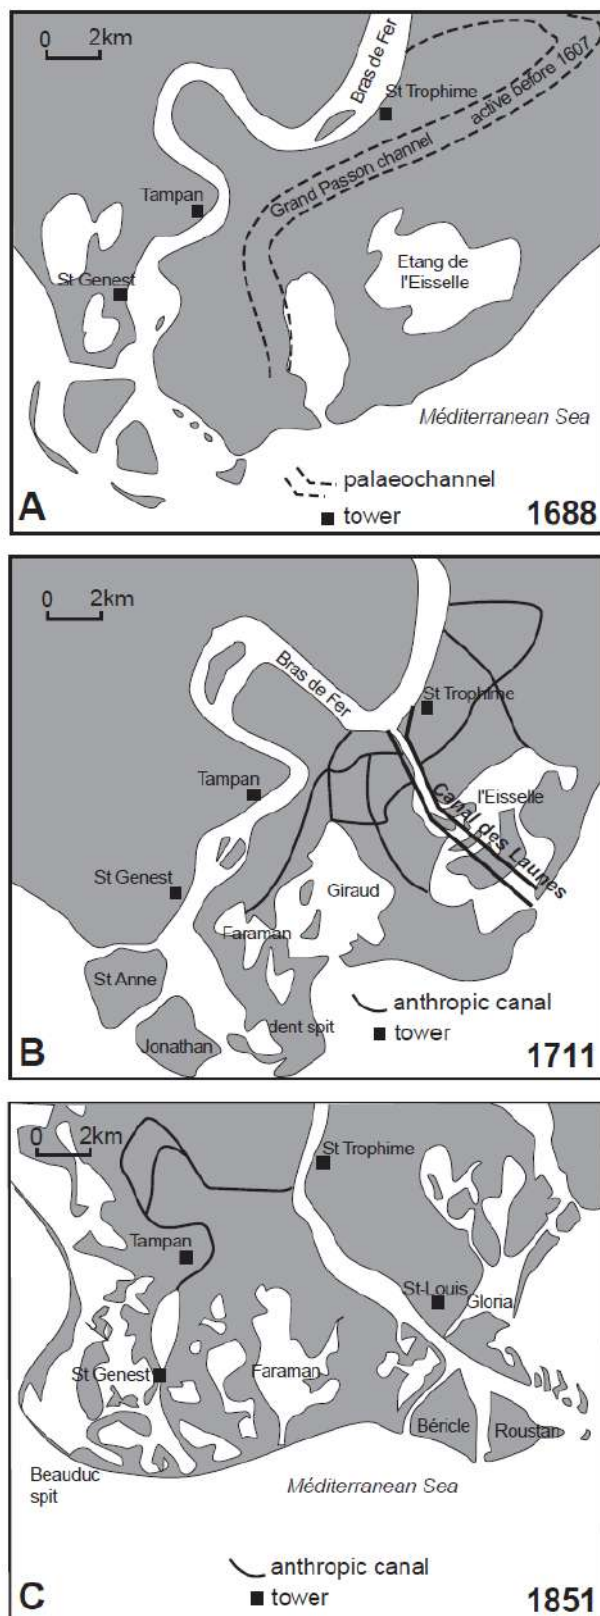 0 2km
Bras de Fer
St Trophime
active before 1607
Grand Passon channel
Tampan
St Genest
Etang de
l'Eisselle
Méditerranean Sea
palaeochannel
tower
A
1688
0 2km
Bras de Fer
St Trophime
Tampan
l'Eisselle
Canal des Launes
St Genest
Giraud
Faraman
St Anne
Jonathan
dent spit
anthropic canal
tower
B
1711
0 2km
St Trophime
Tampan
St-Louis
Gloria
St Genest
Faraman
Béricle
Roustan
Beauduc
spit
Méditerranean Sea
anthropic canal
tower
C
1851